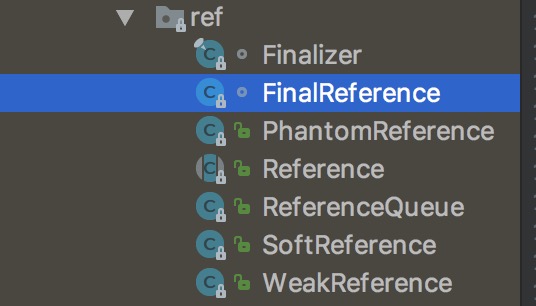 ref
Finalizer
FinalReference
PhantomReference
Reference
ReferenceQueue
SoftReference
WeakReference